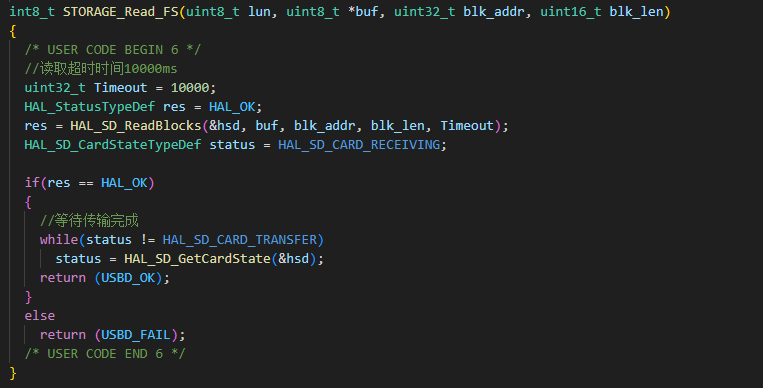 int8_t STORAGE_Read_FS(uint8_t lun, uint8_t *buf, uint32_t blk_addr, uint16_t blk_len)
{
  /* USER CODE BEGIN 6 */
  //读取超时时间10000ms
  uint32_t Timeout = 10000;
  HAL_StatusTypeDef res = HAL_OK;
  res = HAL_SD_ReadBlocks(&hsd, buf, blk_addr, blk_len, Timeout);
  HAL_SD_CardStateTypeDef status = HAL_SD_CARD_RECEIVING;

  if(res == HAL_OK)
  {
    //等待传输完成
    while(status != HAL_SD_CARD_TRANSFER)
      status = HAL_SD_GetCardState(&hsd);
    return (USBD_OK);
  }
  else
    return (USBD_FAIL);
  /* USER CODE END 6 */
}